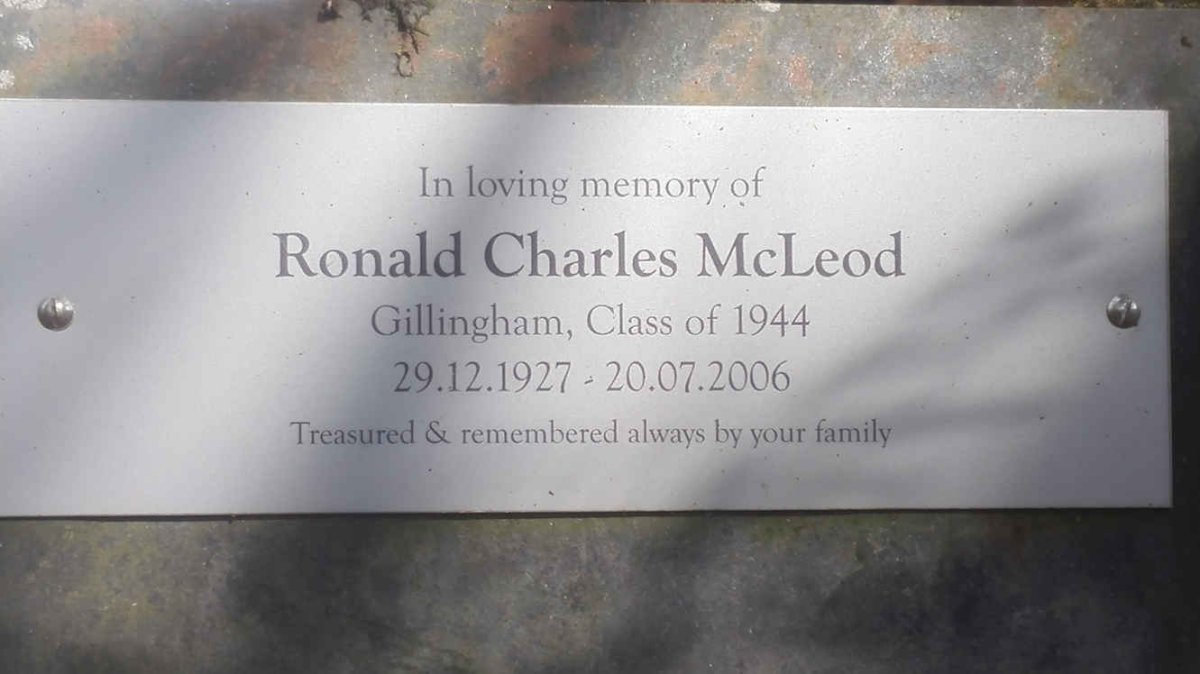 In loving memory of
Ronald Charles McLeod
Gillingham, Class of 1944
29.12.1927 - 20.07.2006
Treasured & remembered always by your family